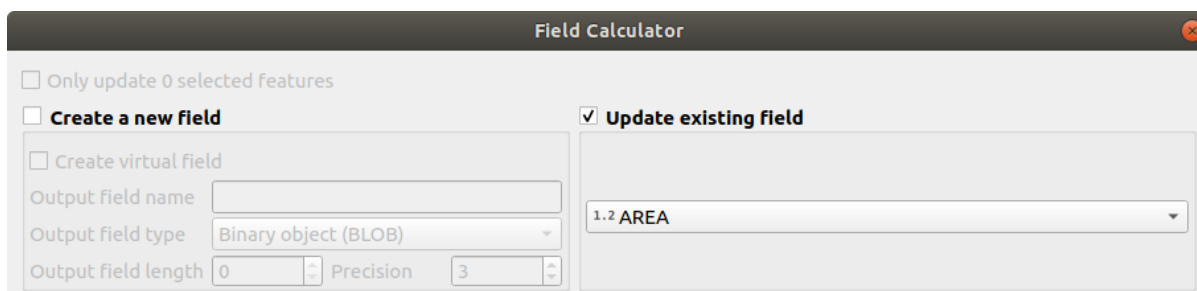 Field Calculator
Only update 0 selected features
Create a new field
Update existing field
Create virtual field
Output field name
1.2 AREA
Output field type Binary object (BLOB)
Output field length 0 Precision 3